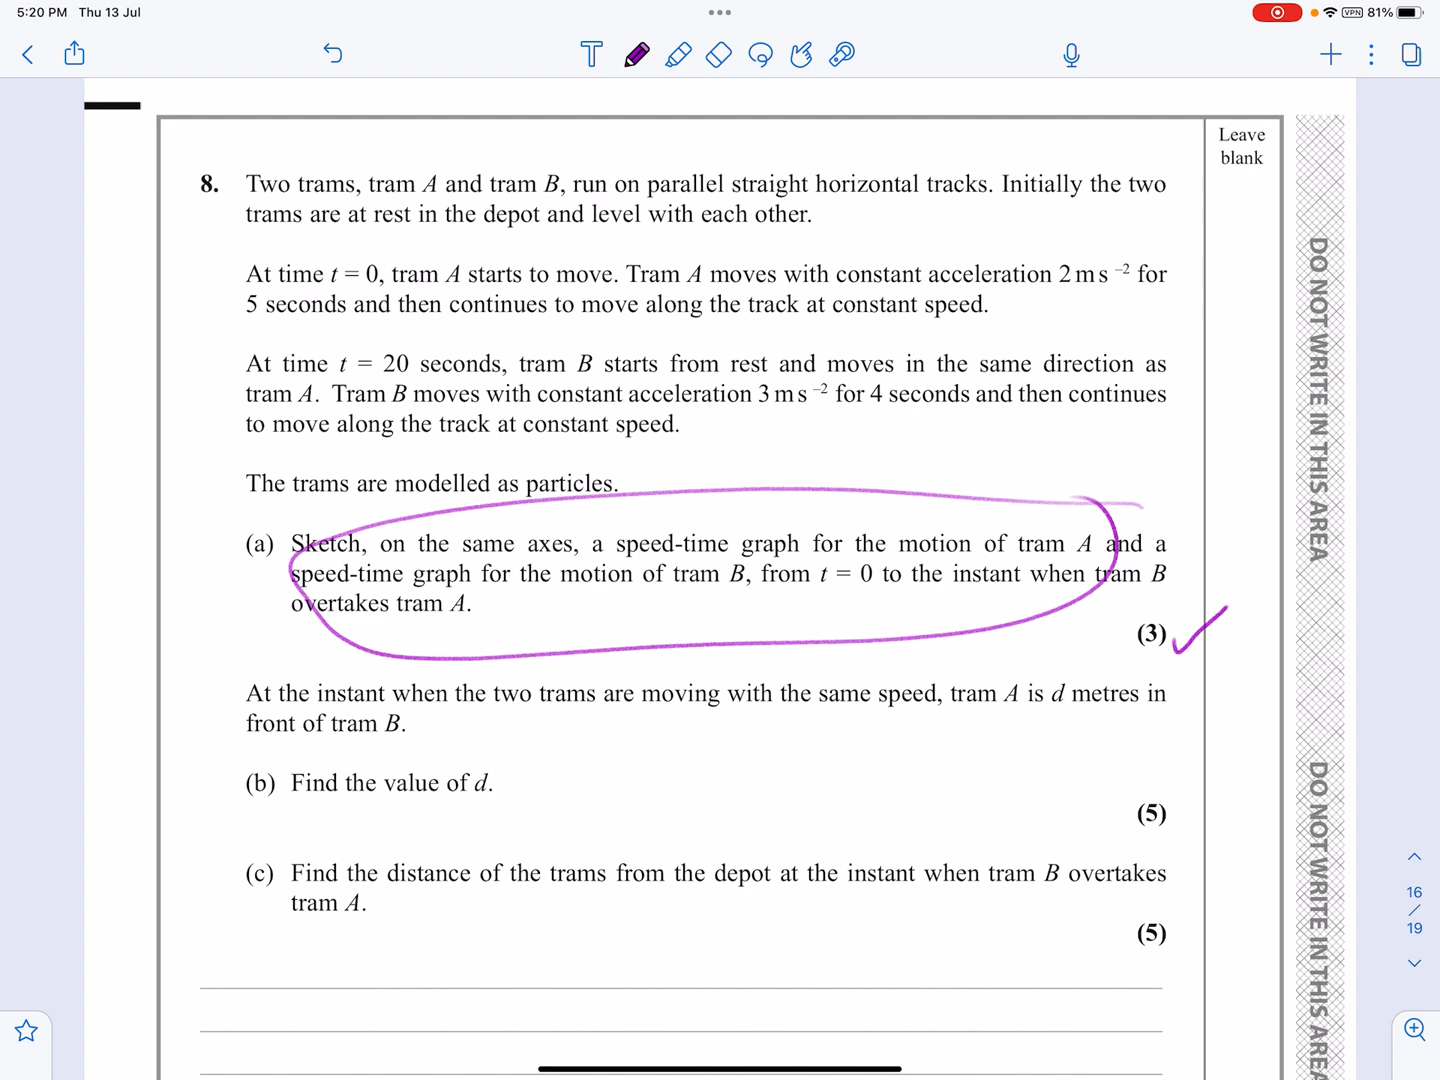 5:20 PM Thu 13 Jul
VPN 81%
T
Leave
blank
8. Two trams, tram A and tram B, run on parallel straight horizontal tracks. Initially the two
trams are at rest in the depot and level with each other.
At time t = 0, tram A starts to move. Tram A moves with constant acceleration 2 m s⁻² for
5 seconds and then continues to move along the track at constant speed.
At time t = 20 seconds, tram B starts from rest and moves in the same direction as
tram A. Tram B moves with constant acceleration 3 m s⁻² for 4 seconds and then continues
to move along the track at constant speed.
The trams are modelled as particles.
(a) Sketch, on the same axes, a speed-time graph for the motion of tram A and a
speed-time graph for the motion of tram B, from t = 0 to the instant when tram B
overtakes tram A.
(3)
At the instant when the two trams are moving with the same speed, tram A is d metres in
front of tram B.
(b) Find the value of d.
(5)
(c) Find the distance of the trams from the depot at the instant when tram B overtakes
tram A.
(5)
DO NOT WRITE IN THIS AREA
DO NOT WRITE IN THIS AREA
16
/
19